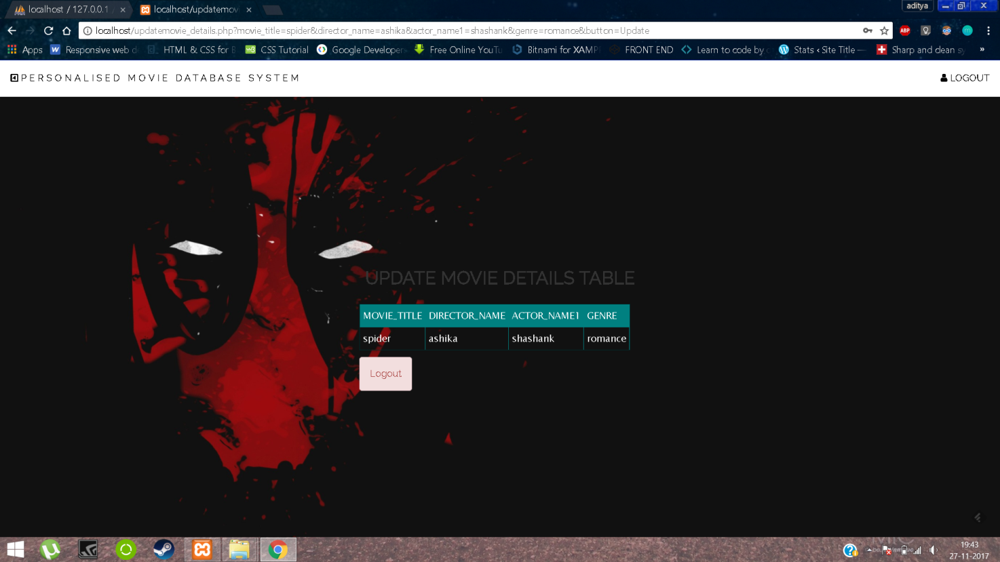 localhost / 127.0.0.1
localhost/updatemovi
aditya
localhost/updatemovie_details.php?movie_title=spider&director_name=ashika&actor_name1=shashank&genre=romance&button=Update
ABP
Apps
Responsive web d
HTML & CSS for B
CSS Tutorial
Google Developer
Free Online YouTu
Bitnami for XAMP
FRONT END
Learn to code by
Stats ‹ Site Title —
Sharp and clean sy
»
PERSONALISED MOVIE DATABASE SYSTEM
LOGOUT
UPDATE MOVIE DETAILS TABLE
MOVIE_TITLE DIRECTOR_NAME ACTOR_NAME1 GENRE
spider ashika shashank romance
Logout
19:43
27-11-2017